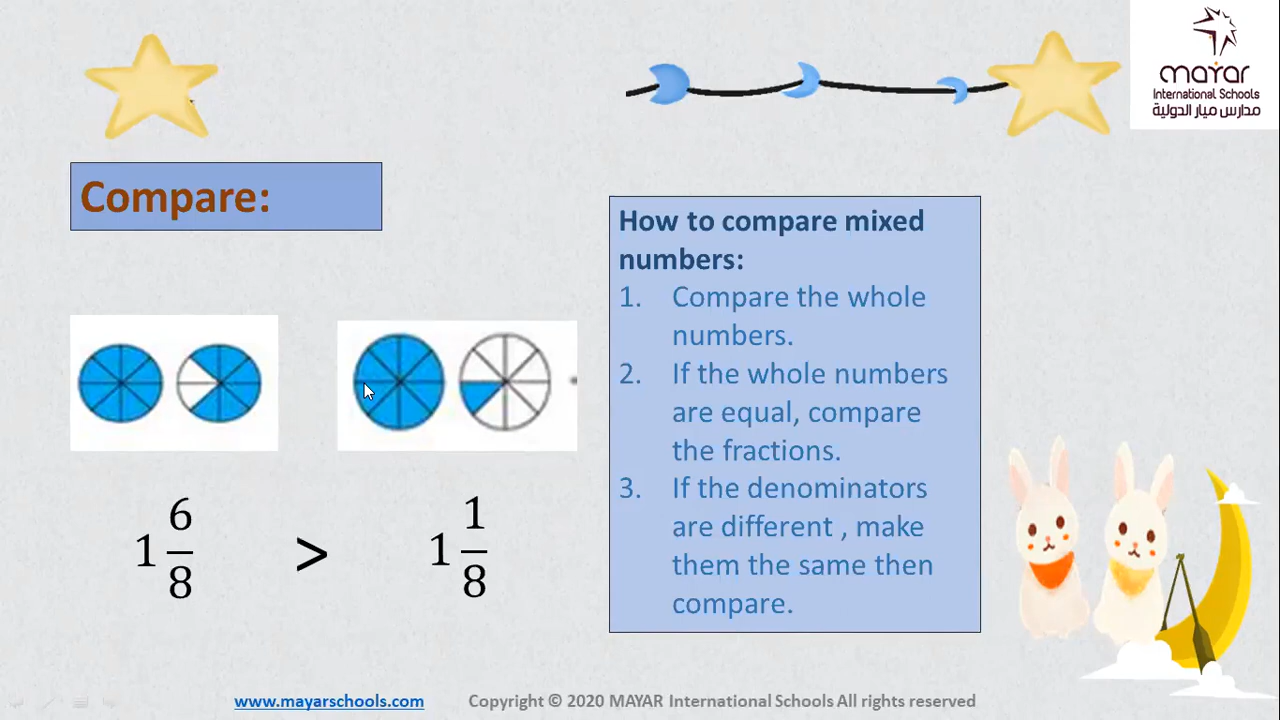 mayar
International Schools
مدارس ميار الدولية
Compare:
How to compare mixed
numbers:
1. Compare the whole
numbers.
2. If the whole numbers
are equal, compare
the fractions.
3. If the denominators
are different , make
them the same then
compare.
1 6/8 > 1 1/8
www.mayarschools.com Copyright © 2020 MAYAR International Schools All rights reserved